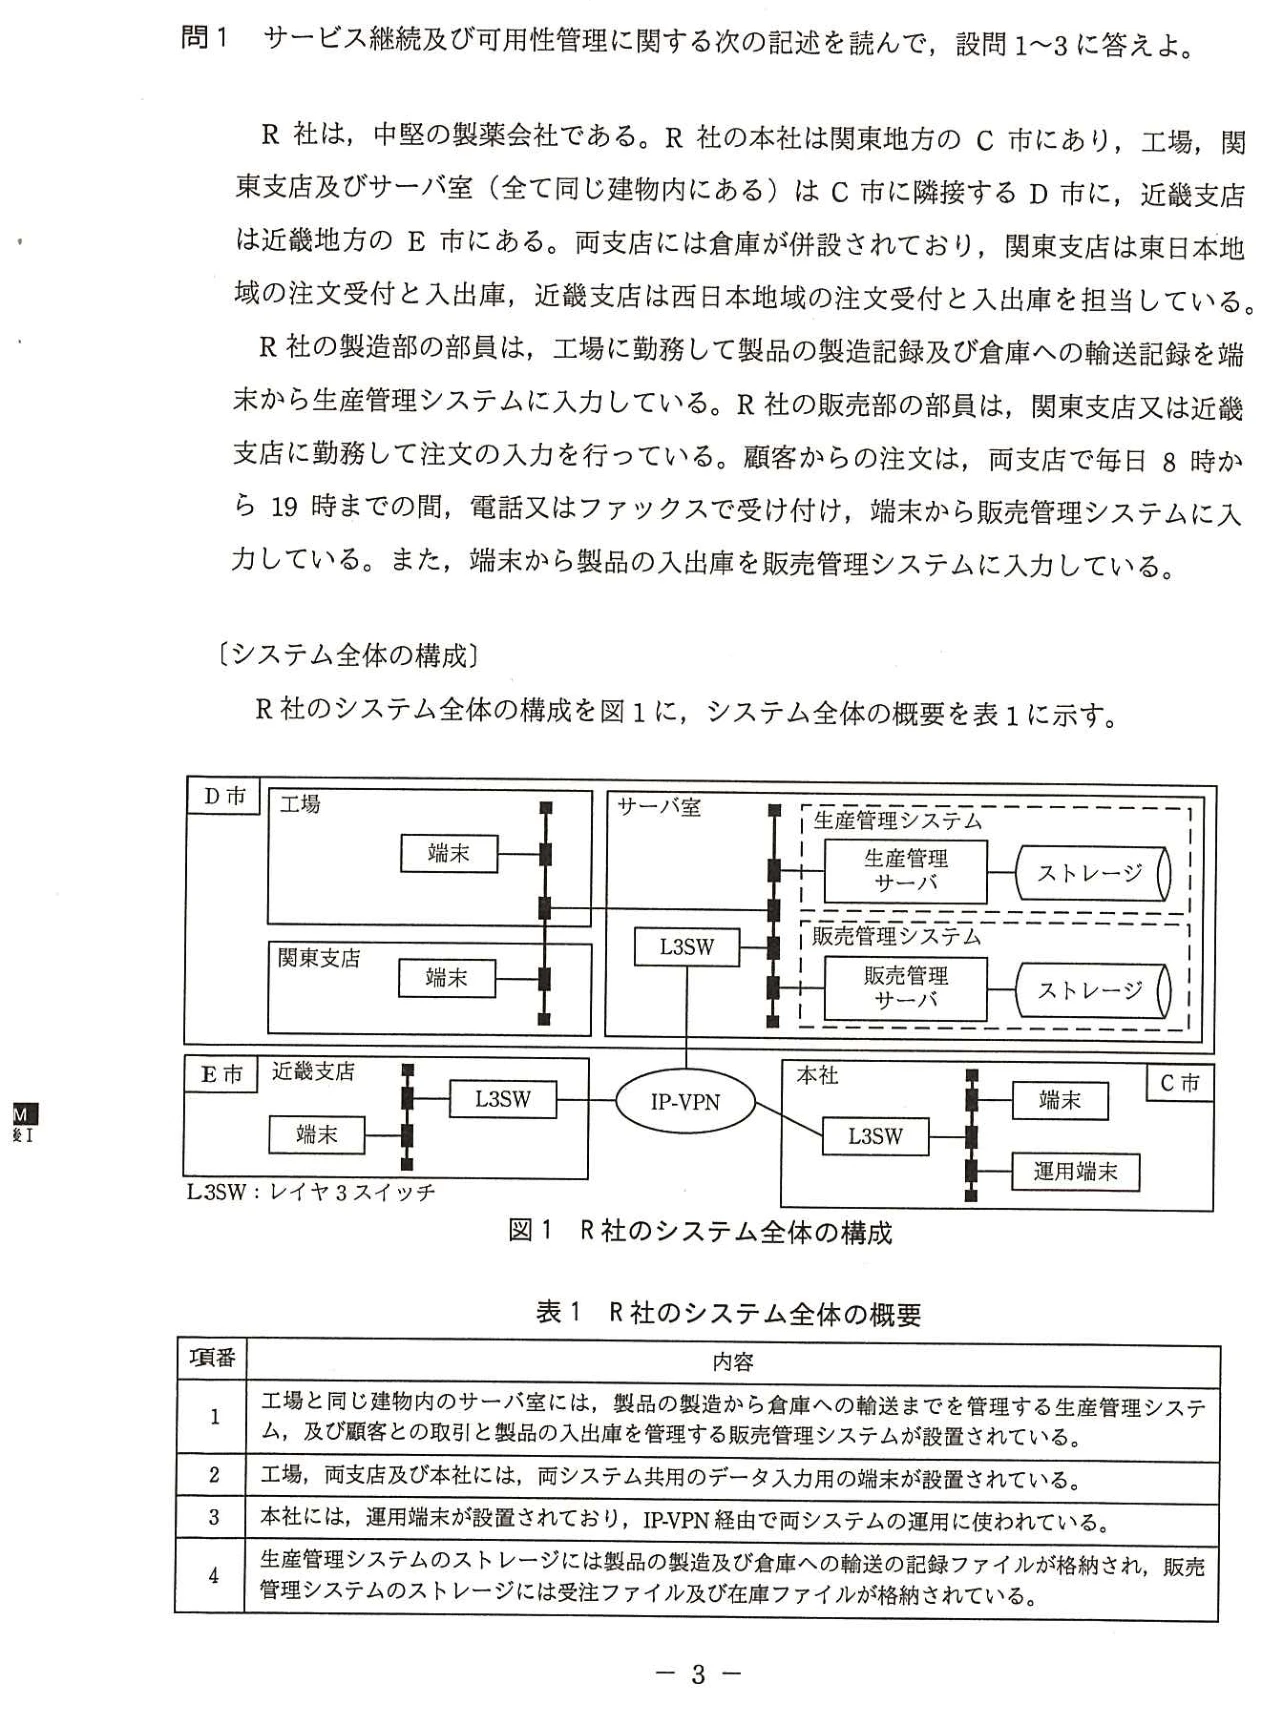 問1　サービス継続及び可用性管理に関する次の記述を読んで，設問1～3に答えよ。
R 社は，中堅の製薬会社である。R 社の本社は関東地方の C 市にあり，工場，関
東支店及びサーバ室（全て同じ建物内にある）は C 市に隣接する D 市に，近畿支店
は近畿地方の E 市にある。両支店には倉庫が併設されており，関東支店は東日本地
域の注文受付と入出庫，近畿支店は西日本地域の注文受付と入出庫を担当している。
R 社の製造部の部員は，工場に勤務して製品の製造記録及び倉庫への輸送記録を端
末から生産管理システムに入力している。R 社の販売部の部員は，関東支店又は近畿
支店に勤務して注文の入力を行っている。顧客からの注文は，両支店で毎日 8 時か
ら 19 時までの間，電話又はファックスで受け付け，端末から販売管理システムに入
力している。また，端末から製品の入出庫を販売管理システムに入力している。
〔システム全体の構成〕
R 社のシステム全体の構成を図1に，システム全体の概要を表1に示す。
D 市
工場
端末
関東支店
端末
サーバ室
L3SW
生産管理システム
生産管理
サーバ
ストレージ
販売管理システム
販売管理
サーバ
ストレージ
E 市
近畿支店
端末
L3SW
IP-VPN
本社
C 市
L3SW
端末
運用端末
L3SW：レイヤ3スイッチ
図1　R 社のシステム全体の構成
表1　R 社のシステム全体の概要
項番　内容
1　工場と同じ建物内のサーバ室には，製品の製造から倉庫への輸送までを管理する生産管理システ
ム，及び顧客との取引と製品の入出庫を管理する販売管理システムが設置されている。
2　工場，両支店及び本社には，両システム共用のデータ入力用の端末が設置されている。
3　本社には，運用端末が設置されており，IP-VPN 経由で両システムの運用に使われている。
4　生産管理システムのストレージには製品の製造及び倉庫への輸送の記録ファイルが格納され，販売
管理システムのストレージには受注ファイル及び在庫ファイルが格納されている。
－ 3 －